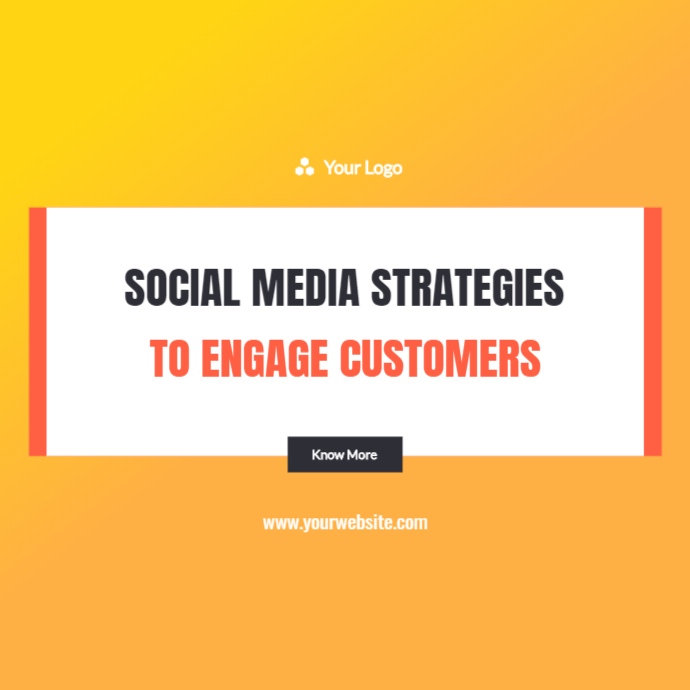 Your Logo
SOCIAL MEDIA STRATEGIES
TO ENGAGE CUSTOMERS
Know More
www.yourwebsite.com